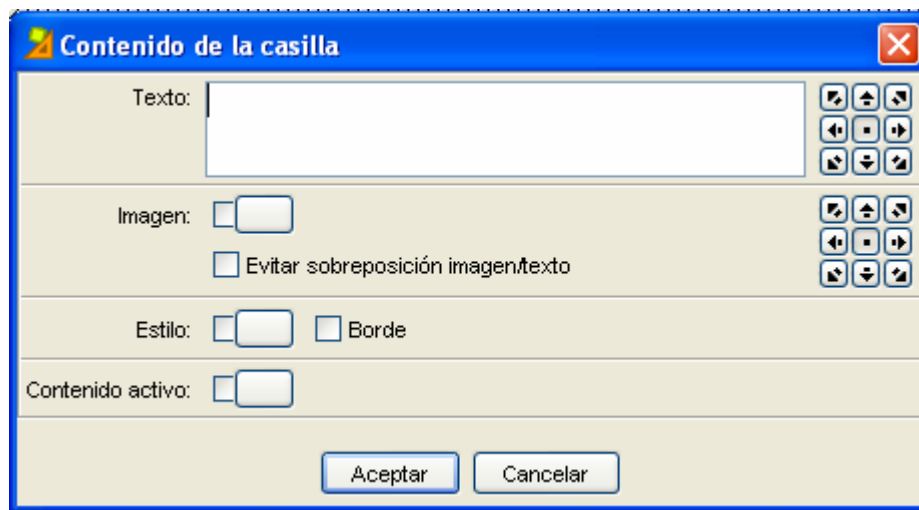 Contenido de la casilla
Texto:
Imagen:
Evitar sobreposición imagen/texto
Estilo:
Borde
Contenido activo:
Aceptar
Cancelar